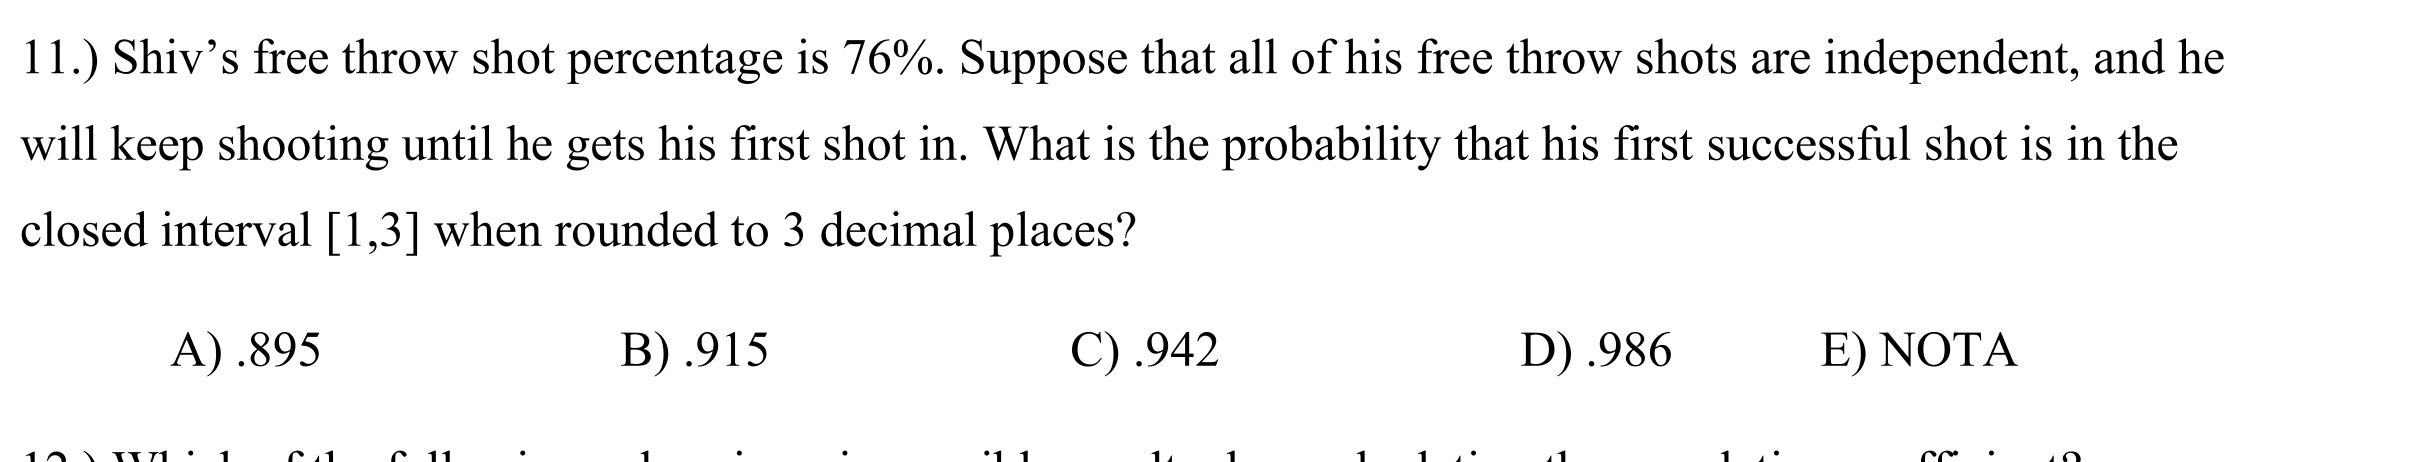 11.) Shiv’s free throw shot percentage is 76%. Suppose that all of his free throw shots are independent, and he
will keep shooting until he gets his first shot in. What is the probability that his first successful shot is in the
closed interval [1,3] when rounded to 3 decimal places?
A) .895 B) .915 C) .942 D) .986 E) NOTA